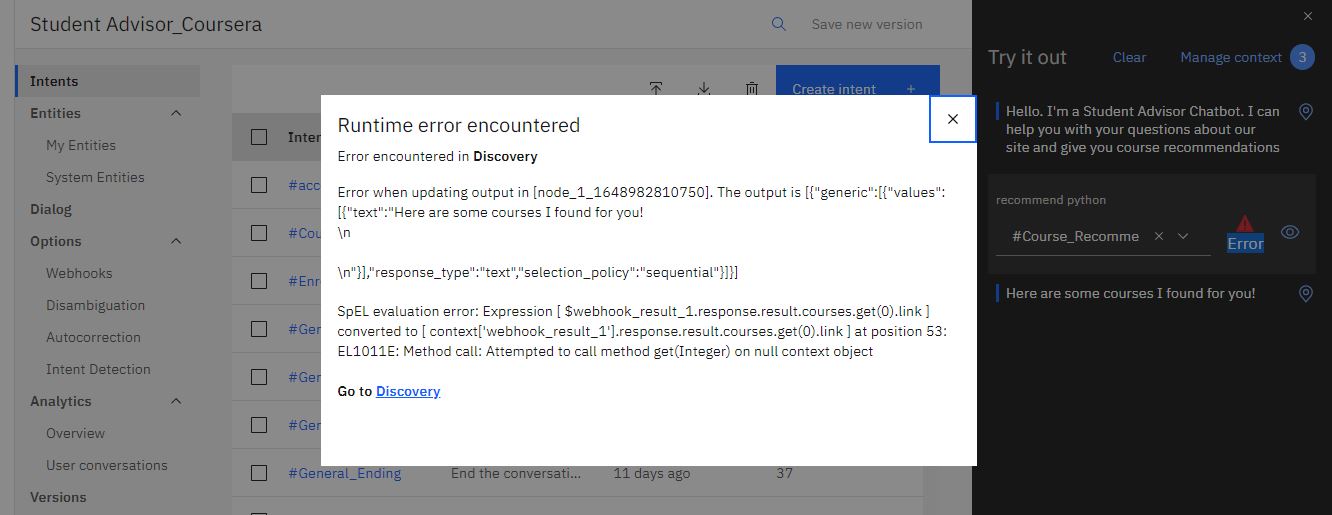 Student Advisor_Coursera
Save new version
Intents
Entities
My Entities
System Entities
Dialog
Options
Webhooks
Disambiguation
Autocorrection
Intent Detection
Analytics
Overview
User conversations
Versions
Create intent +
Inten
#acc
#Cou
#Enr
#Ger
#Ger
#Ger
#General_Ending End the conversati... 11 days ago 37
Runtime error encountered
Error encountered in Discovery
Error when updating output in [node_1_1648982810750]. The output is [{"generic":[{"values":
[{"text":"Here are some courses I found for you!
\n
\n"}],"response_type":"text","selection_policy":"sequential"}]}]
SpEL evaluation error: Expression [ $webhook_result_1.response.result.courses.get(0).link ]
converted to [ context['webhook_result_1'].response.result.courses.get(0).link ] at position 53:
EL1011E: Method call: Attempted to call method get(Integer) on null context object
Go to Discovery
Try it out
Clear
Manage context 3
Hello. I'm a Student Advisor Chatbot. I can
help you with your questions about our
site and give you course recommendations
recommend python
#Course_Recomme
Error
Here are some courses I found for you!